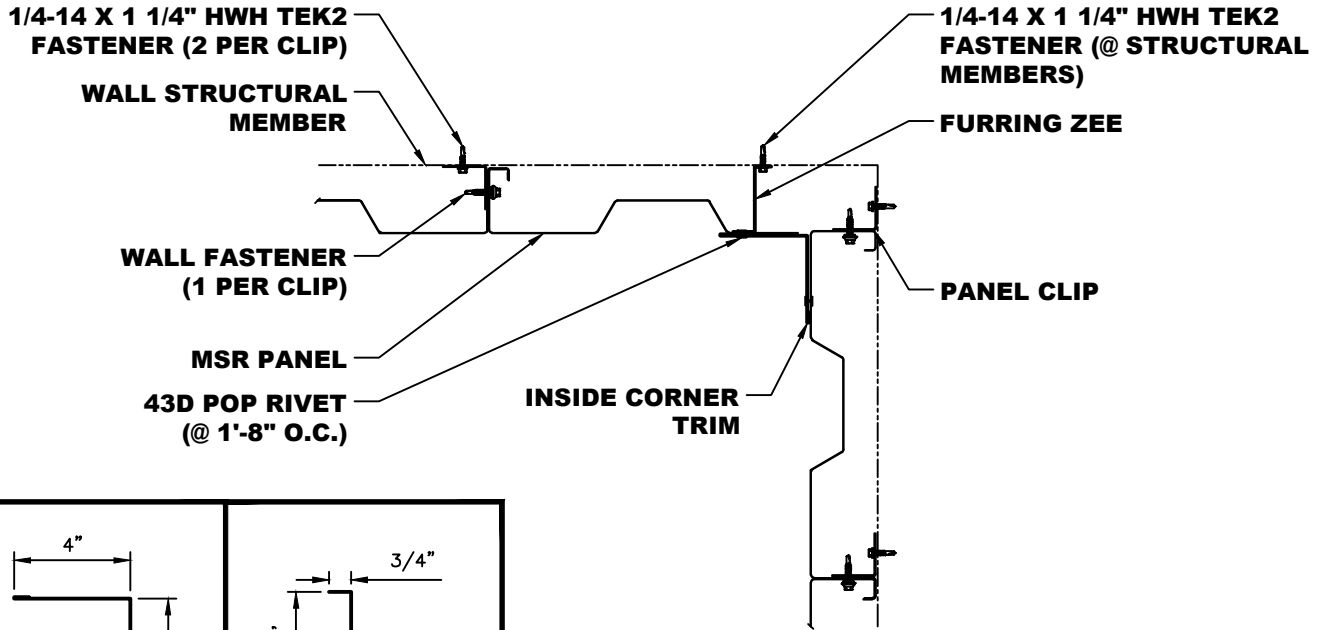 1/4-14 X 1 1/4" HWH TEK2
FASTENER (2 PER CLIP)
WALL STRUCTURAL
MEMBER
WALL FASTENER
(1 PER CLIP)
MSR PANEL
43D POP RIVET
(@ 1'-8" O.C.)
1/4-14 X 1 1/4" HWH TEK2
FASTENER (@ STRUCTURAL
MEMBERS)
FURRING ZEE
PANEL CLIP
INSIDE CORNER
TRIM
4"
3/4"